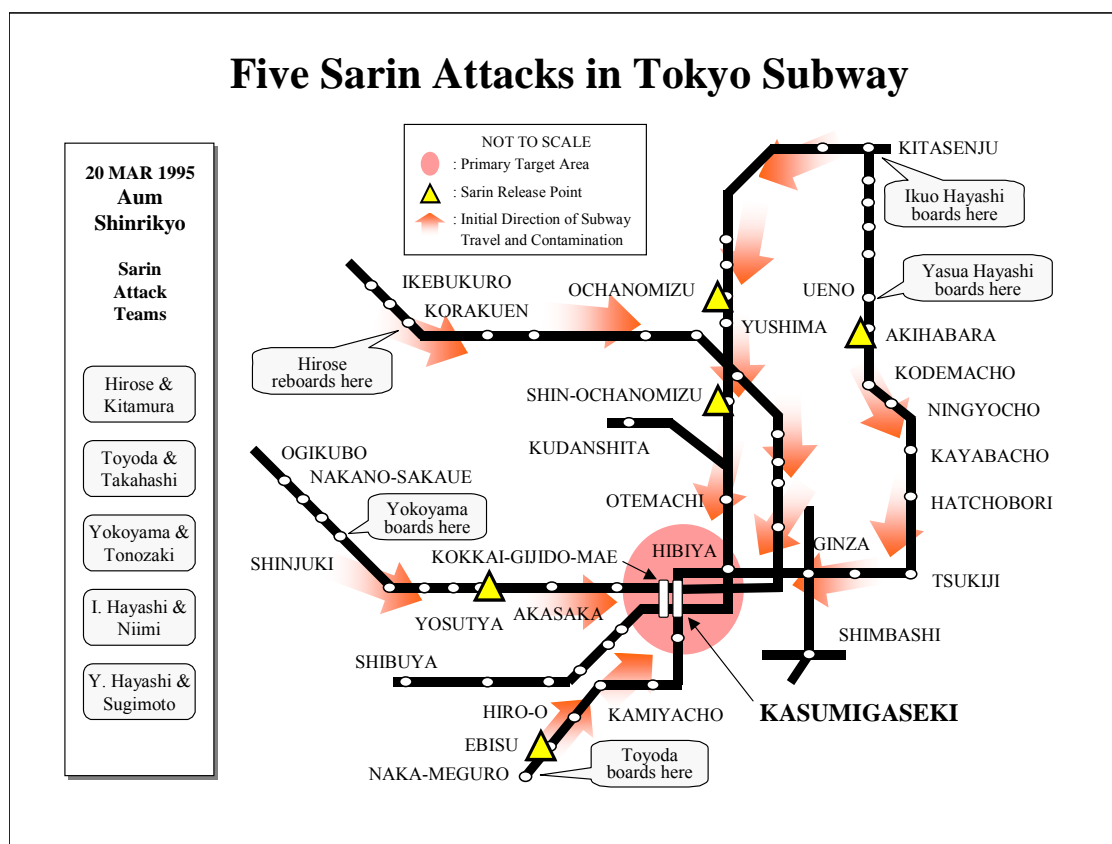 Five Sarin Attacks in Tokyo Subway
20 MAR 1995
Aum
Shinrikyo
Sarin
Attack
Teams
Hirose &
Kitamura
Toyoda &
Takahashi
Yokoyama &
Tonozaki
I. Hayashi &
Niimi
Y. Hayashi &
Sugimoto
NOT TO SCALE
: Primary Target Area
: Sarin Release Point
: Initial Direction of Subway
Travel and Contamination
KITASENJU
Ikuo Hayashi
boards here
Yasua Hayashi
boards here
UENO
AKIHABARA
KODEMACHO
NINGYOCHO
KAYABACHO
HATCHOBORI
TSUKIJI
IKEBUKURO
KORAKUEN
OCHANOMIZU
YUSHIMA
Hirose
reboards here
SHIN-OCHANOMIZU
KUDANSHITA
OTEMACHI
OGIKUBO
NAKANO-SAKAUE
Yokoyama
boards here
SHINJUKI
KOKKAI-GIJIDO-MAE
HIBIYA
GINZA
YOSUTYA
AKASAKA
SHIMBASHI
SHIBUYA
HIRO-O
KAMIYACHO
KASUMIGASEKI
EBISU
NAKA-MEGURO
Toyoda
boards here